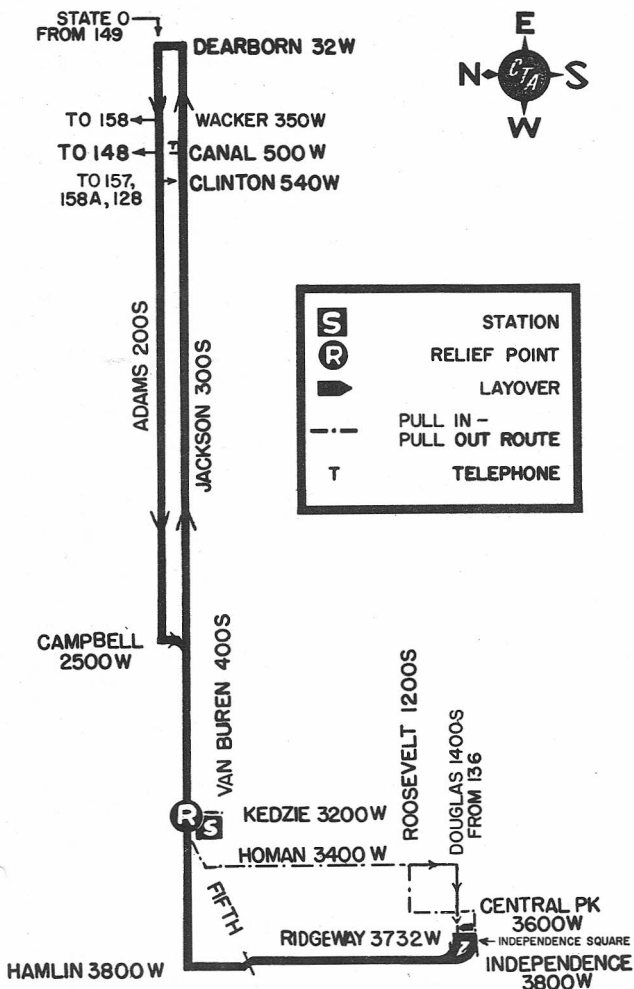 STATE 0
FROM 149
DEARBORN 32W
E
N
CTA
S
W
TO 158
WACKER 350W
TO 148
T
CANAL 500W
TO 157,
158A, 128
CLINTON 540W
ADAMS 200S
JACKSON 300S
S
STATION
R
RELIEF POINT
LAYOVER
PULL IN -
PULL OUT ROUTE
T
TELEPHONE
CAMPBELL
2500W
VAN BUREN 400S
ROOSEVELT 1200S
DOUGLAS 1400S
FROM 136
R
S
KEDZIE 3200W
HOMAN 3400W
FIFTH
CENTRAL PK
3600W
RIDGEWAY 3732W
INDEPENDENCE SQUARE
HAMLIN 3800W
INDEPENDENCE
3800W